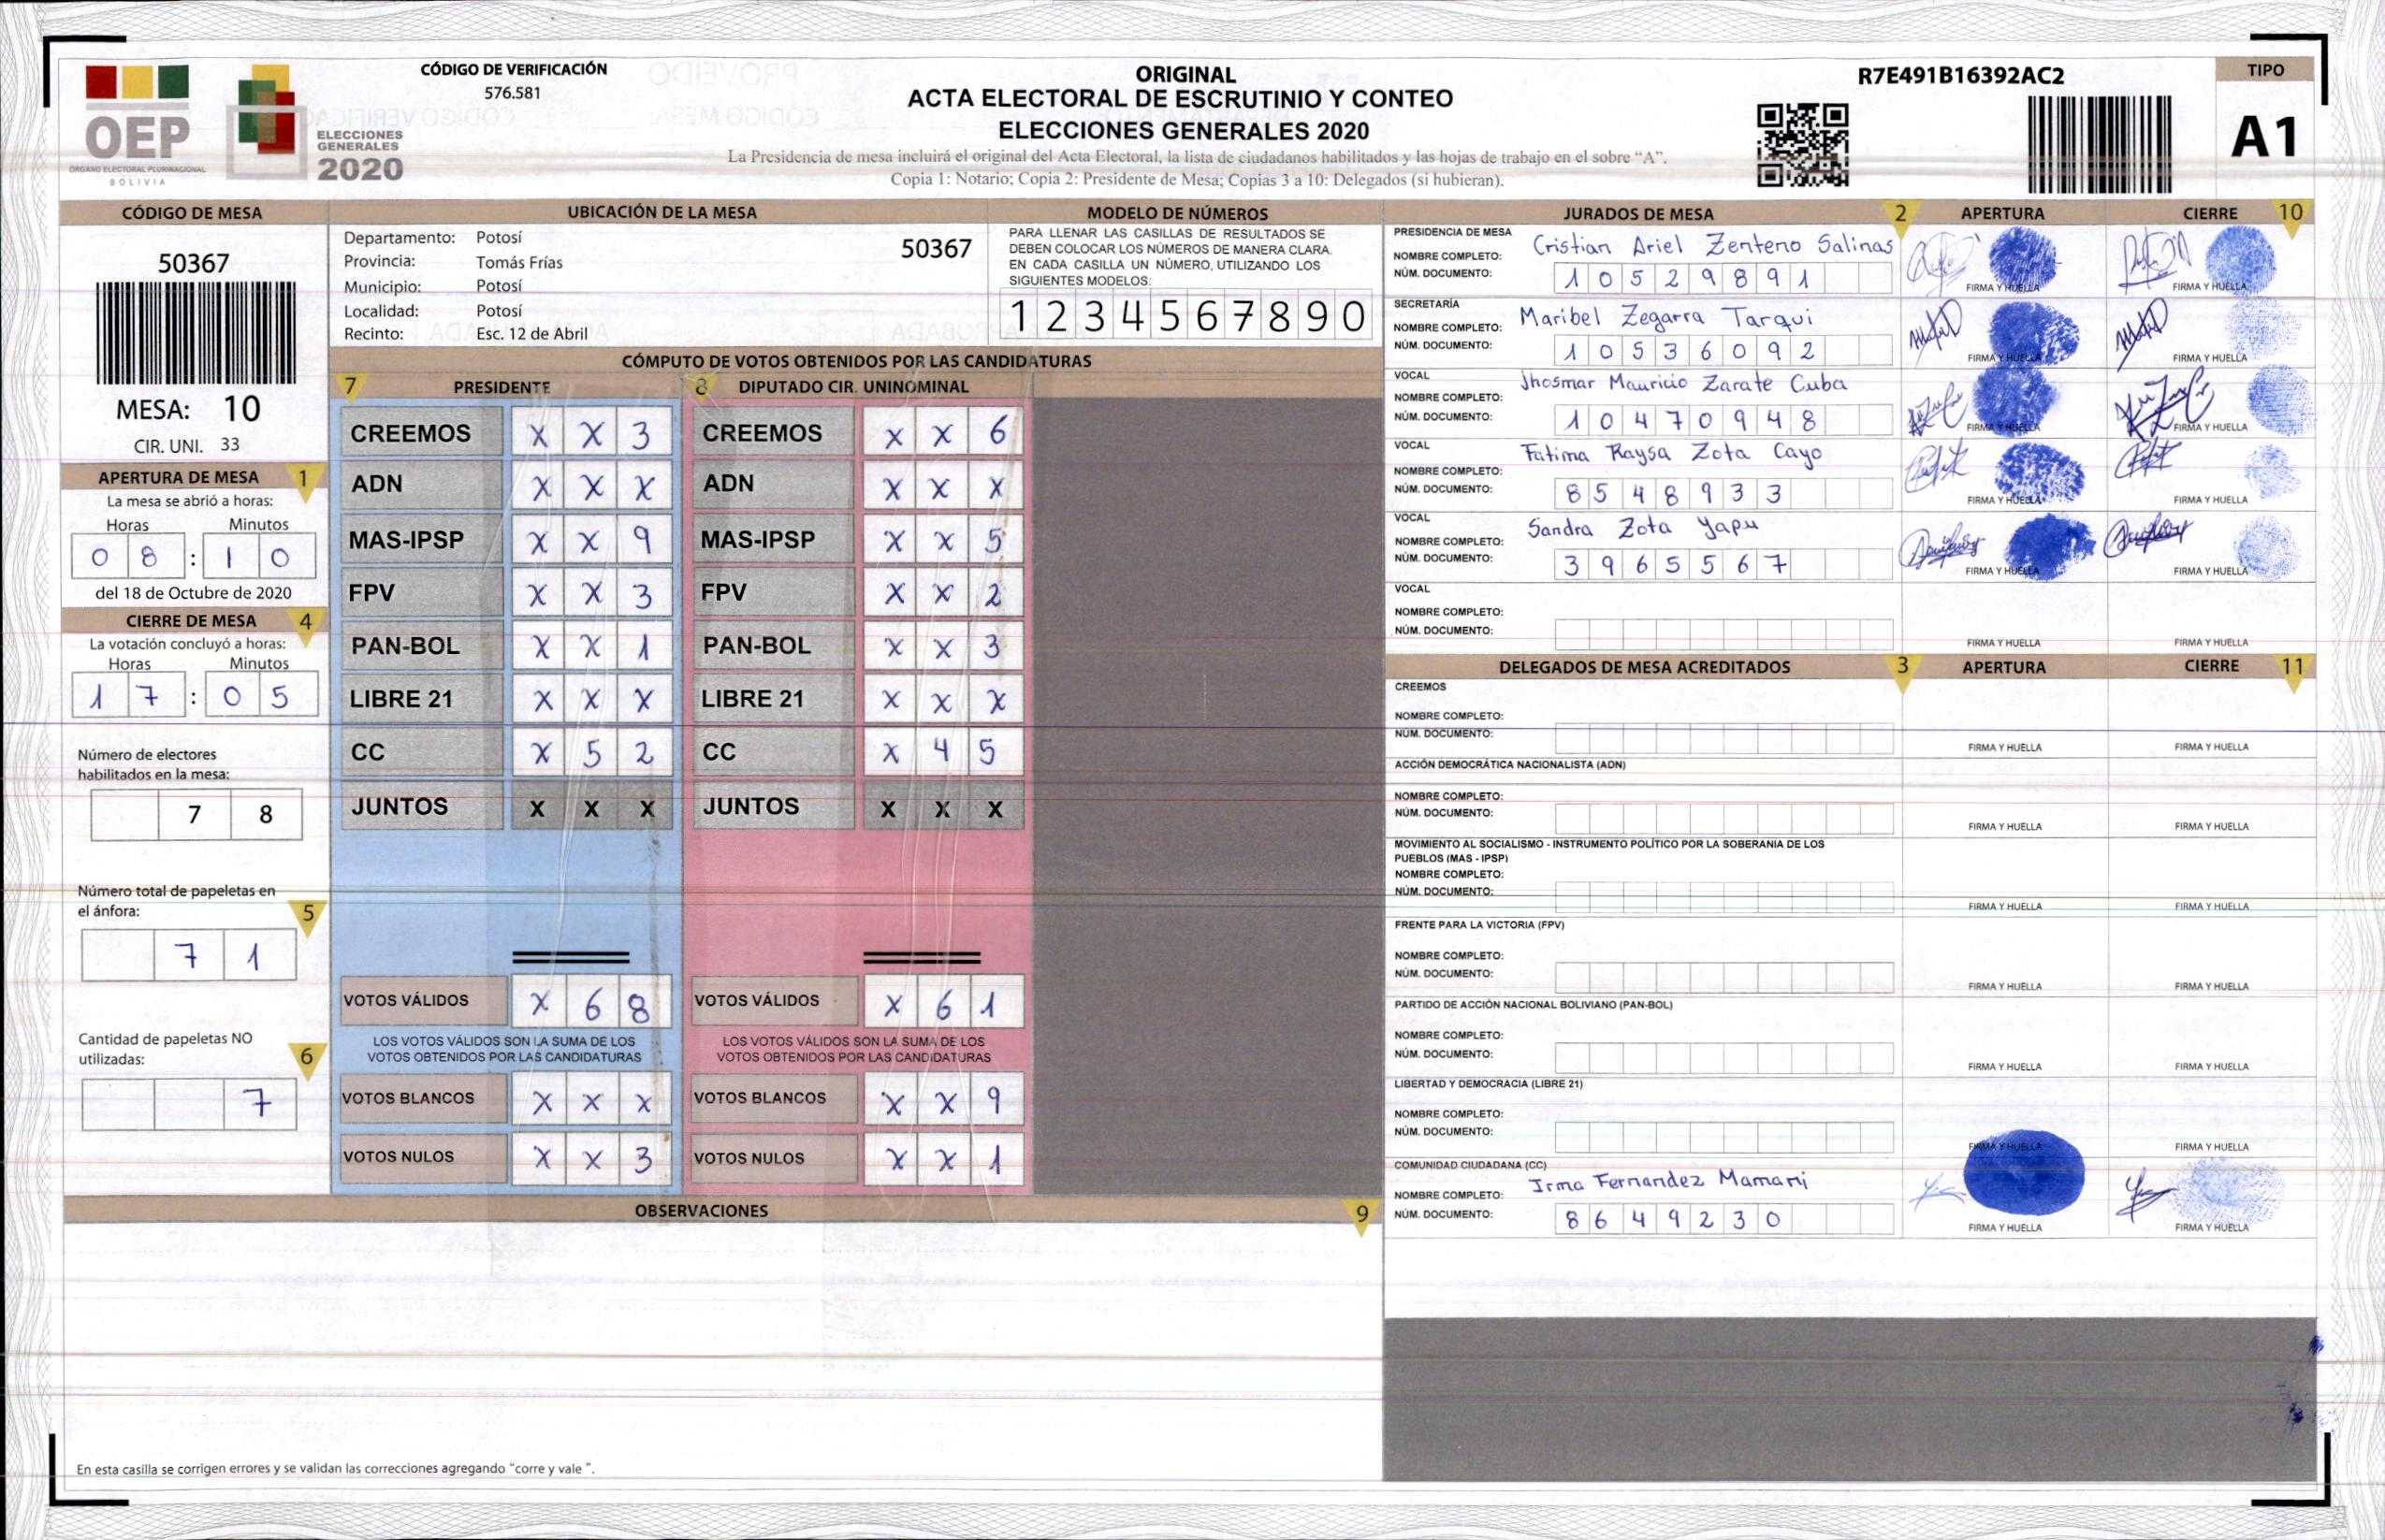 OEP
ÓRGANO ELECTORAL PLURINACIONAL
BOLIVIA
ELECCIONES
GENERALES
2020
CÓDIGO DE VERIFICACIÓN
576.581
ORIGINAL
ACTA ELECTORAL DE ESCRUTINIO Y CONTEO
ELECCIONES GENERALES 2020
La Presidencia de mesa incluirá el original del Acta Electoral, la lista de ciudadanos habilitados y las hojas de trabajo en el sobre “A”.
Copia 1: Notario; Copia 2: Presidente de Mesa; Copias 3 a 10: Delegados (si hubieran).
R7E491B16392AC2
TIPO
A1
CÓDIGO DE MESA
50367
MESA: 10
CIR. UNI. 33
APERTURA DE MESA 1
La mesa se abrió a horas:
Horas Minutos
0 8 : 1 0
del 18 de Octubre de 2020
CIERRE DE MESA 4
La votación concluyó a horas:
Horas Minutos
1 7 : 0 5
Número de electores
habilitados en la mesa:
7 8
Número total de papeletas en
el ánfora: 5
7 1
Cantidad de papeletas NO
utilizadas: 6
7
UBICACIÓN DE LA MESA
Departamento: Potosí 50367
Provincia: Tomás Frías
Municipio: Potosí
Localidad: Potosí
Recinto: Esc. 12 de Abril
MODELO DE NÚMEROS
PARA LLENAR LAS CASILLAS DE RESULTADOS SE
DEBEN COLOCAR LOS NÚMEROS DE MANERA CLARA.
EN CADA CASILLA UN NÚMERO, UTILIZANDO LOS
SIGUIENTES MODELOS:
1 2 3 4 5 6 7 8 9 0
CÓMPUTO DE VOTOS OBTENIDOS POR LAS CANDIDATURAS
7 PRESIDENTE 8 DIPUTADO CIR. UNINOMINAL
CREEMOS X X 3 CREEMOS X X 6
ADN X X X ADN X X X
MAS-IPSP X X 9 MAS-IPSP X X 5
FPV X X 3 FPV X X 2
PAN-BOL X X 1 PAN-BOL X X 3
LIBRE 21 X X X LIBRE 21 X X X
CC X 5 2 CC X 4 5
JUNTOS X X X JUNTOS X X X
VOTOS VÁLIDOS X 6 8 VOTOS VÁLIDOS X 6 1
LOS VOTOS VÁLIDOS SON LA SUMA DE LOS LOS VOTOS VÁLIDOS SON LA SUMA DE LOS
VOTOS OBTENIDOS POR LAS CANDIDATURAS VOTOS OBTENIDOS POR LAS CANDIDATURAS
VOTOS BLANCOS X X X VOTOS BLANCOS X X 9
VOTOS NULOS X X 3 VOTOS NULOS X X 1
OBSERVACIONES 9
En esta casilla se corrigen errores y se validan las correcciones agregando "corre y vale ".
JURADOS DE MESA 2 APERTURA CIERRE 10
PRESIDENCIA DE MESA
NOMBRE COMPLETO: Cristian Ariel Zenteno Salinas
NÚM. DOCUMENTO: 1 0 5 2 9 8 9 1 FIRMA Y HUELLA FIRMA Y HUELLA
SECRETARÍA
NOMBRE COMPLETO: Maribel Zegarra Tarqui
NÚM. DOCUMENTO: 1 0 5 3 6 0 9 2 FIRMA Y HUELLA FIRMA Y HUELLA
VOCAL
NOMBRE COMPLETO: Jhosmar Mauricio Zarate Cuba
NÚM. DOCUMENTO: 1 0 4 7 0 9 4 8 FIRMA Y HUELLA FIRMA Y HUELLA
VOCAL
NOMBRE COMPLETO: Fatima Raysa Zota Cayo
NÚM. DOCUMENTO: 8 5 4 8 9 3 3 FIRMA Y HUELLA FIRMA Y HUELLA
VOCAL
NOMBRE COMPLETO: Sandra Zota Yapu
NÚM. DOCUMENTO: 3 9 6 5 5 6 7 FIRMA Y HUELLA FIRMA Y HUELLA
VOCAL
NOMBRE COMPLETO:
NÚM. DOCUMENTO: FIRMA Y HUELLA FIRMA Y HUELLA
DELEGADOS DE MESA ACREDITADOS 3 APERTURA CIERRE 11
CREEMOS
NOMBRE COMPLETO:
NÚM. DOCUMENTO: FIRMA Y HUELLA FIRMA Y HUELLA
ACCIÓN DEMOCRÁTICA NACIONALISTA (ADN)
NOMBRE COMPLETO:
NÚM. DOCUMENTO: FIRMA Y HUELLA FIRMA Y HUELLA
MOVIMIENTO AL SOCIALISMO - INSTRUMENTO POLÍTICO POR LA SOBERANIA DE LOS
PUEBLOS (MAS - IPSP)
NOMBRE COMPLETO:
NÚM. DOCUMENTO: FIRMA Y HUELLA FIRMA Y HUELLA
FRENTE PARA LA VICTORIA (FPV)
NOMBRE COMPLETO:
NÚM. DOCUMENTO: FIRMA Y HUELLA FIRMA Y HUELLA
PARTIDO DE ACCIÓN NACIONAL BOLIVIANO (PAN-BOL)
NOMBRE COMPLETO:
NÚM. DOCUMENTO: FIRMA Y HUELLA FIRMA Y HUELLA
LIBERTAD Y DEMOCRACIA (LIBRE 21)
NOMBRE COMPLETO:
NÚM. DOCUMENTO: FIRMA Y HUELLA FIRMA Y HUELLA
COMUNIDAD CIUDADANA (CC)
NOMBRE COMPLETO: Irma Fernandez Mamani
NÚM. DOCUMENTO: 8 6 4 9 2 3 0 FIRMA Y HUELLA FIRMA Y HUELLA